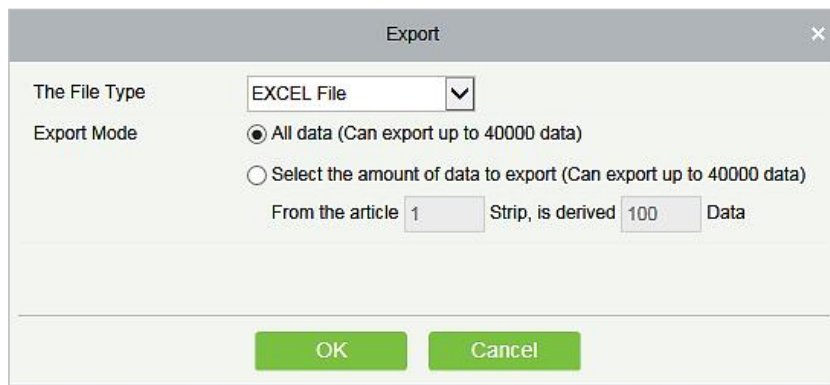 Export
The File Type EXCEL File
Export Mode All data (Can export up to 40000 data)
Select the amount of data to export (Can export up to 40000 data)
From the article 1 Strip, is derived 100 Data
OK Cancel